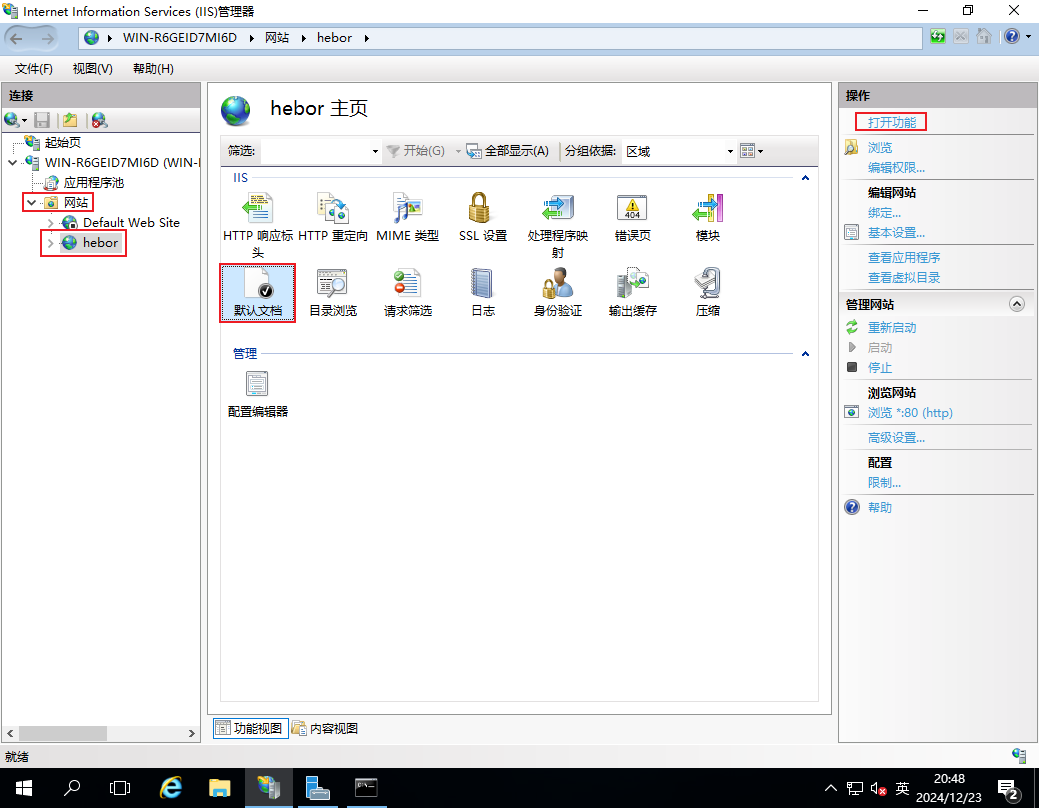 Internet Information Services (IIS)管理器
WIN-R6GEID7MI6D
网站
hebor
文件(F)
视图(V)
帮助(H)
连接
起始页
WIN-R6GEID7MI6D (WIN-
应用程序池
网站
Default Web Site
hebor
hebor 主页
筛选:
开始(G)
全部显示(A)
分组依据:
区域
IIS
HTTP 响应标头
HTTP 重定向
MIME 类型
SSL 设置
处理程序映射
404
错误页
模块
默认文档
目录浏览
请求筛选
日志
身份验证
输出缓存
压缩
管理
配置编辑器
功能视图
内容视图
操作
打开功能
浏览
编辑权限...
编辑网站
绑定...
基本设置...
查看应用程序
查看虚拟目录
管理网站
重新启动
启动
停止
浏览网站
浏览 *:80 (http)
高级设置...
配置
限制...
帮助
就绪
英
20:48
2024/12/23
2